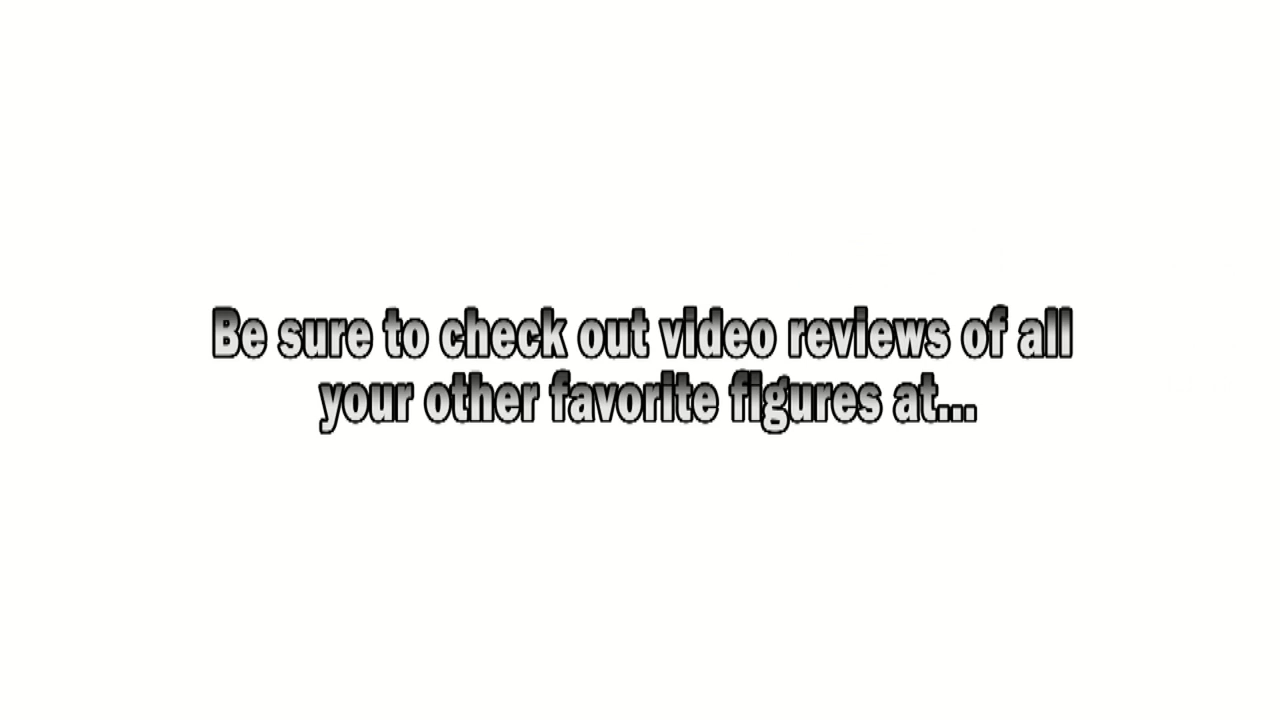 Be sure to check out video reviews of all
your other favorite figures at...